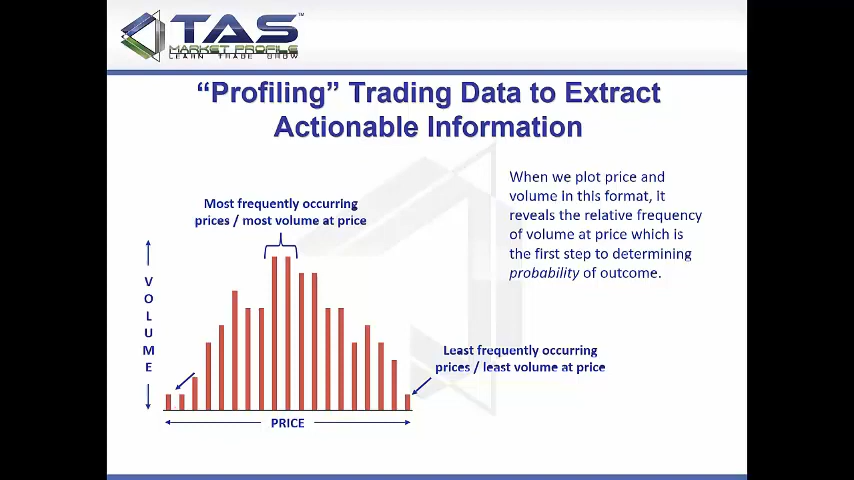 TAS™
MARKET PROFILE
LEARN TRADE GROW
“Profiling” Trading Data to Extract
Actionable Information
When we plot price and
volume in this format, it
reveals the relative frequency
of volume at price which is
the first step to determining
probability of outcome.
Most frequently occurring
prices / most volume at price
VOLUME
Least frequently occurring
prices / least volume at price
PRICE